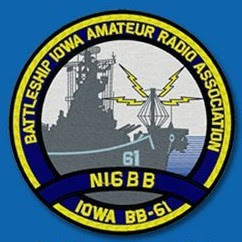 BATTLESHIP IOWA AMATEUR RADIO ASSOCIATION
61
NI6BB
IOWA BB-61